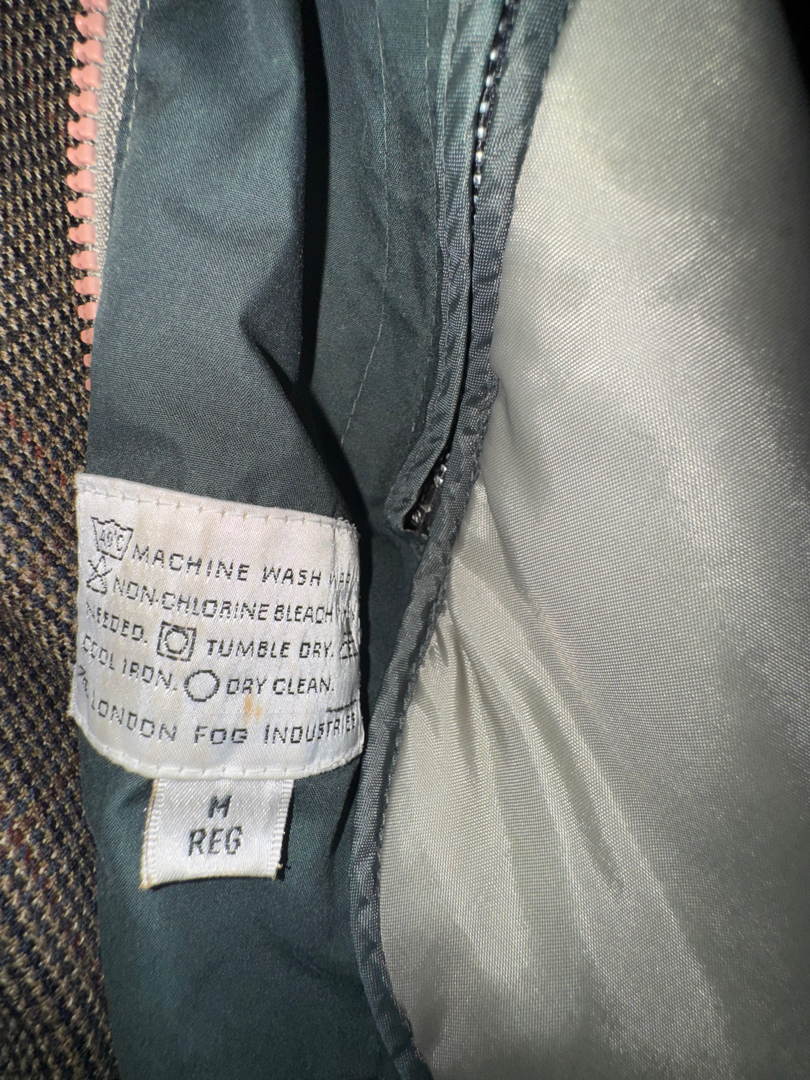 40°C MACHINE WASH
NON-CHLORINE BLEACH
NEEDED. TUMBLE DRY.
COOL IRON. DRY CLEAN.
LONDON FOG INDUSTRIES
M
REG